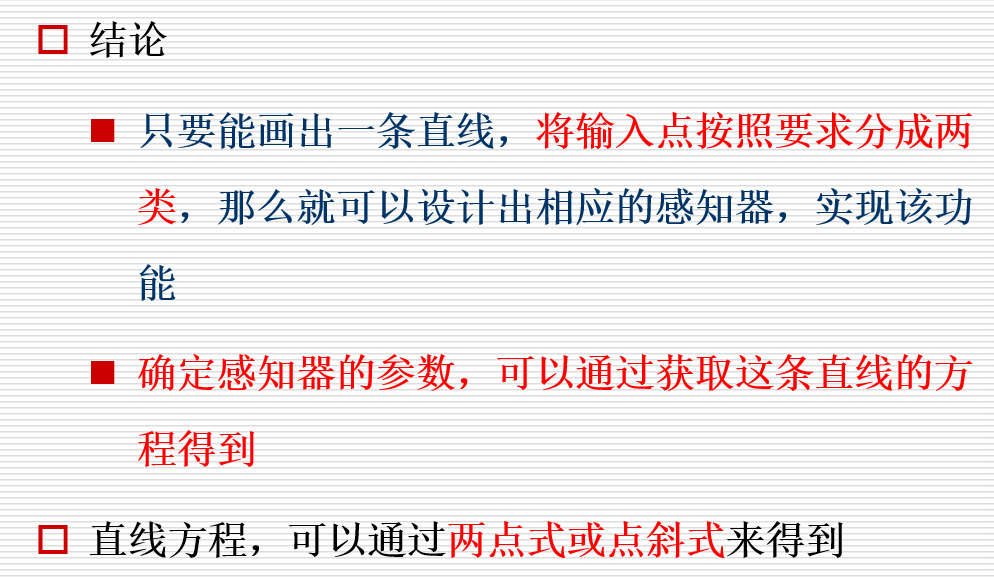 结论
只要能画出一条直线，将输入点按照要求分成两
类，那么就可以设计出相应的感知器，实现该功
能
确定感知器的参数，可以通过获取这条直线的方
程得到
直线方程，可以通过两点式或点斜式来得到